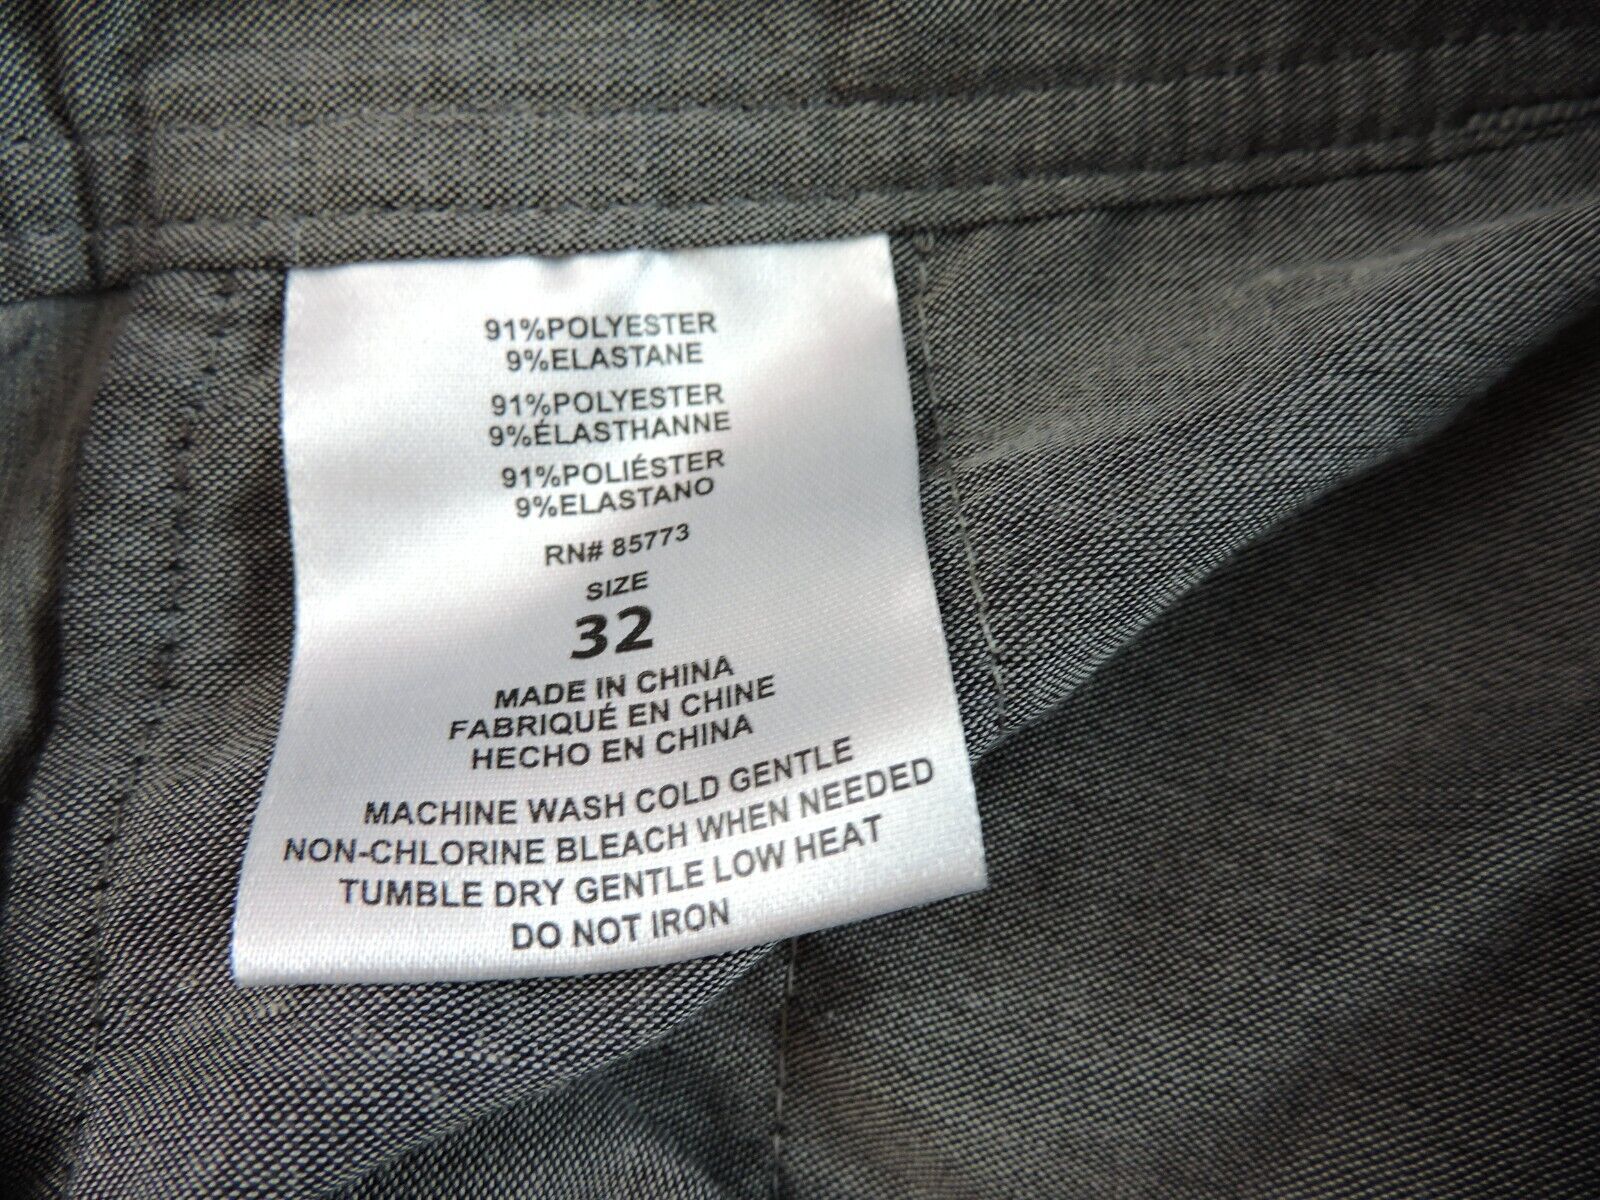 91%POLYESTER
9%ELASTANE
91%POLYESTER
9%ÉLASTHANNE
91%POLIÉSTER
9%ELASTANO
RN# 85773
SIZE
32
MADE IN CHINA
FABRIQUÉ EN CHINE
HECHO EN CHINA
MACHINE WASH COLD GENTLE
NON-CHLORINE BLEACH WHEN NEEDED
TUMBLE DRY GENTLE LOW HEAT
DO NOT IRON